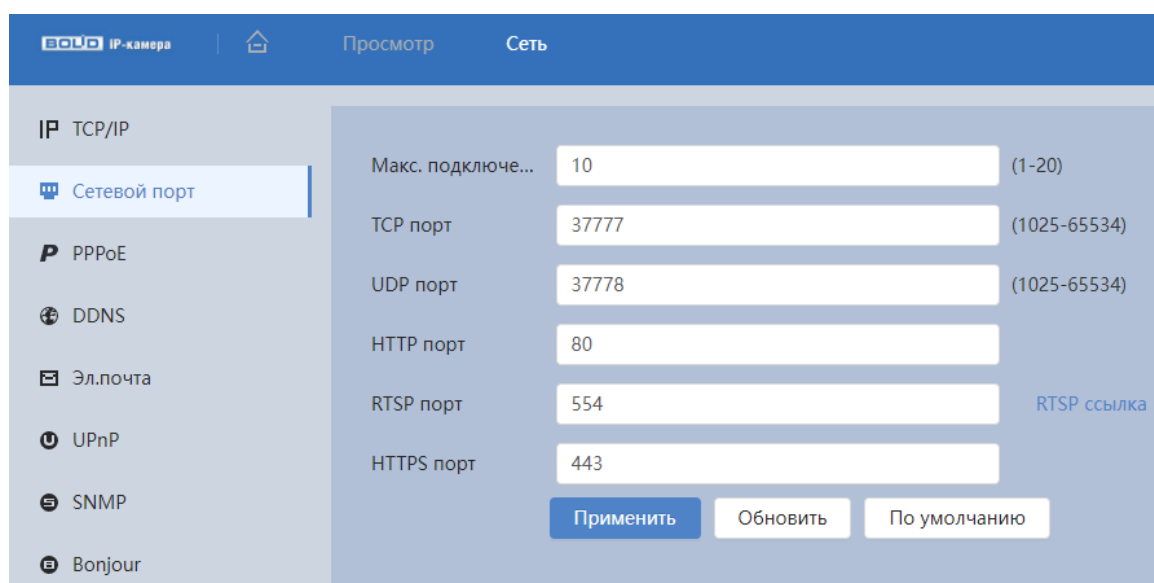 BOLID IP-камера
Просмотр Сеть
TCP/IP
Сетевой порт
PPPoE
DDNS
Эл.почта
UPnP
SNMP
Bonjour
Макс. подключе... 10 (1-20)
TCP порт 37777 (1025-65534)
UDP порт 37778 (1025-65534)
HTTP порт 80
RTSP порт 554 RTSP ссылка
HTTPS порт 443
Применить Обновить По умолчанию